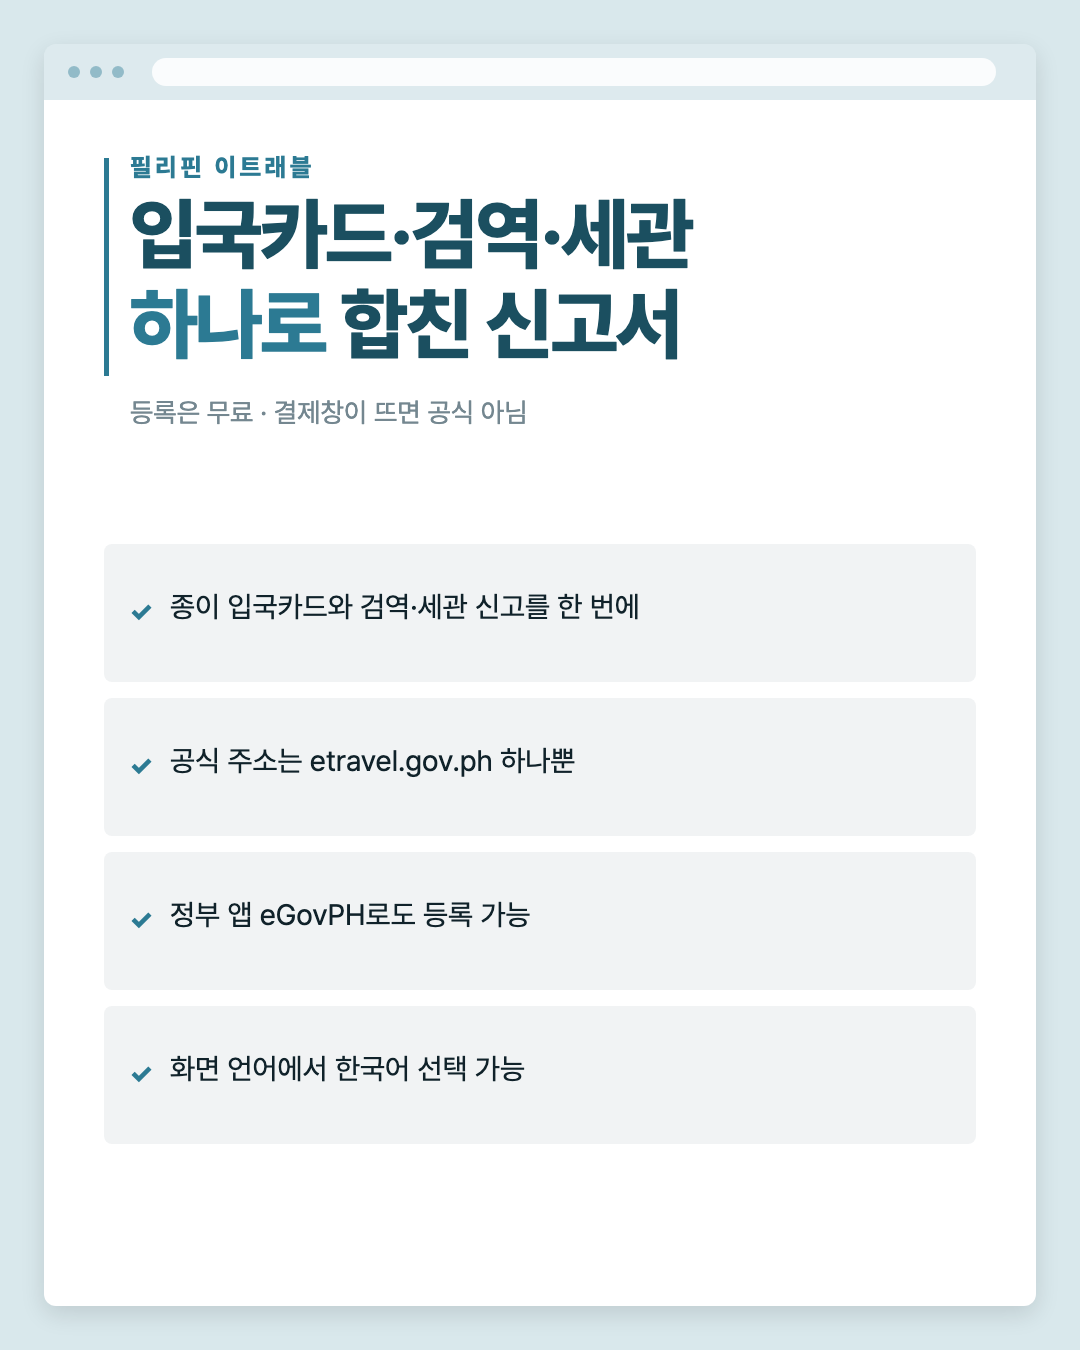 필리핀 이트래블
입국카드·검역·세관
하나로 합친 신고서
등록은 무료 · 결제창이 뜨면 공식 아님
종이 입국카드와 검역·세관 신고를 한 번에
공식 주소는 etravel.gov.ph 하나뿐
정부 앱 eGovPH로도 등록 가능
화면 언어에서 한국어 선택 가능